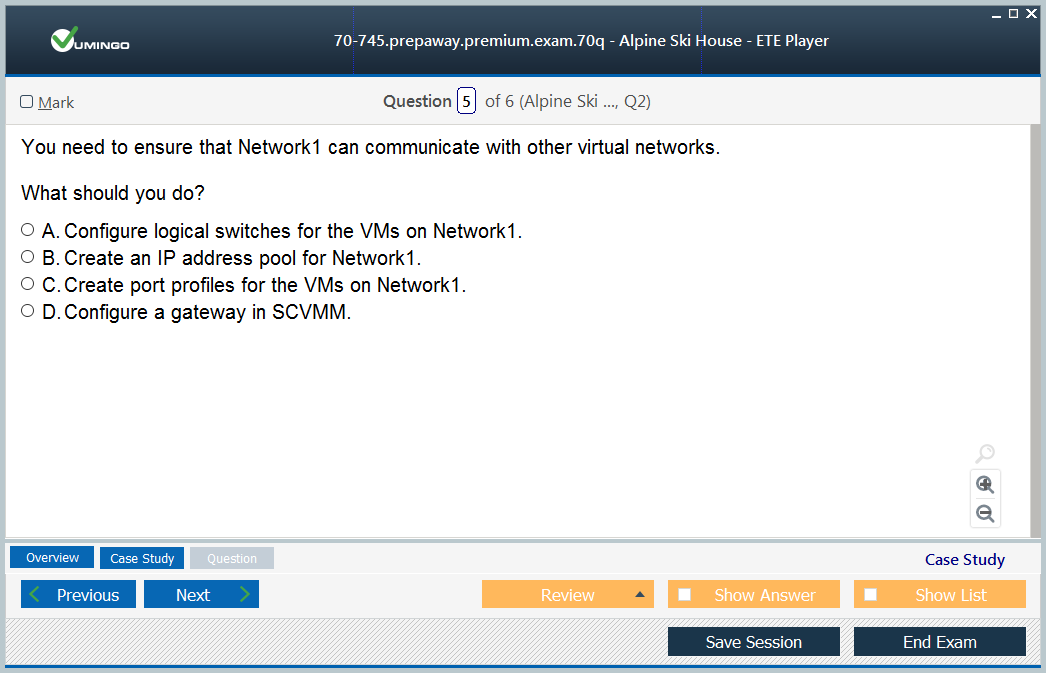 VUMINGO
70-745.prepaway.premium.exam.70q - Alpine Ski House - ETE Player
Mark
Question 5 of 6 (Alpine Ski ..., Q2)
You need to ensure that Network1 can communicate with other virtual networks.
What should you do?
A. Configure logical switches for the VMs on Network1.
B. Create an IP address pool for Network1.
C. Create port profiles for the VMs on Network1.
D. Configure a gateway in SCVMM.
Overview Case Study Question Case Study
Previous Next Review Show Answer Show List
Save Session End Exam